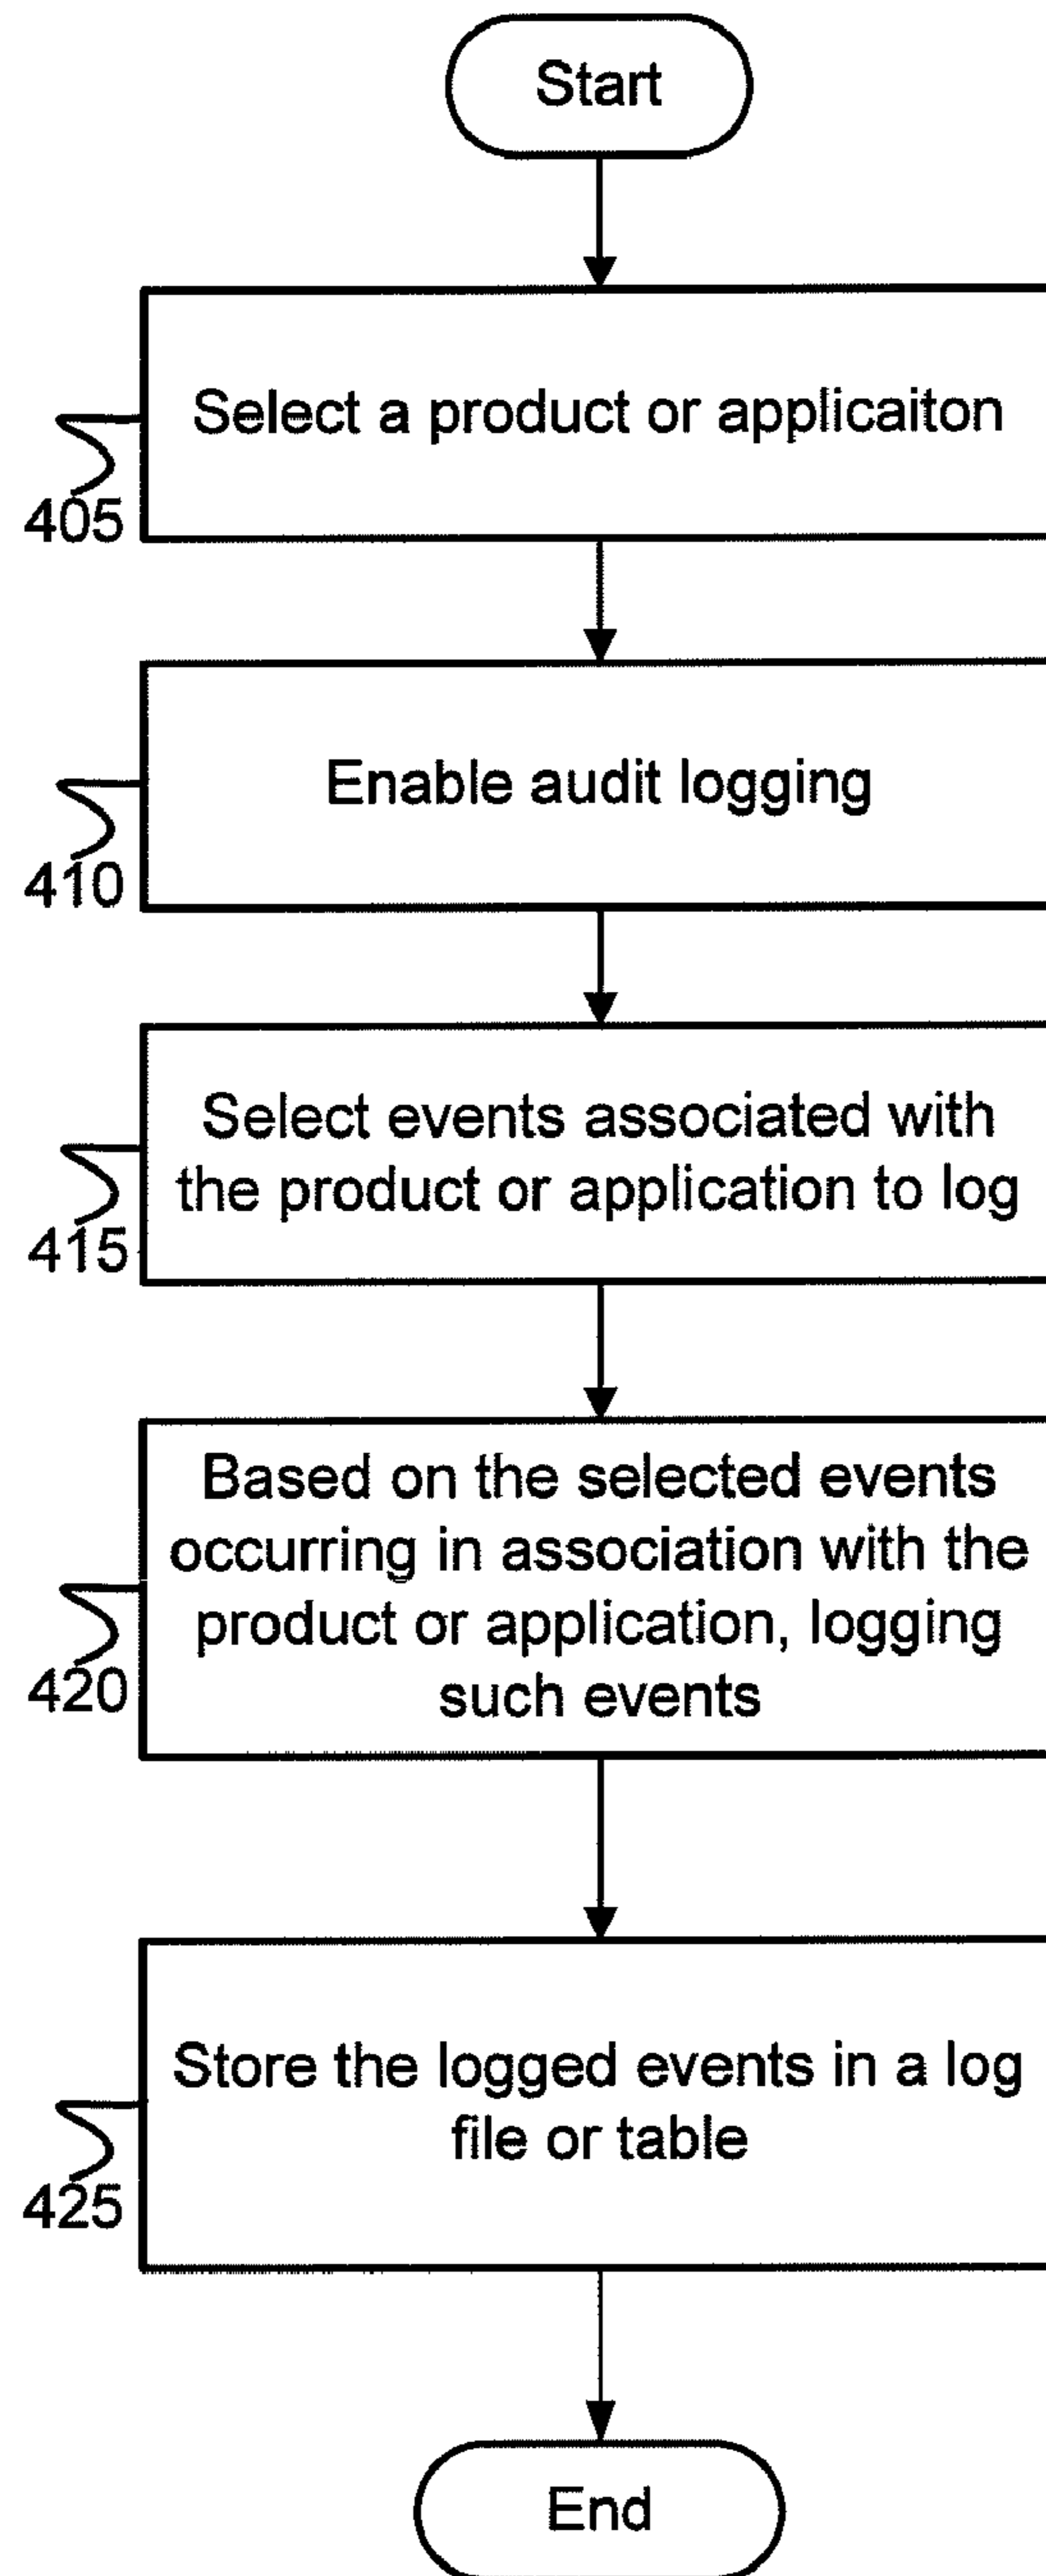 Start
Select a product or applicaiton
405
Enable audit logging
410
Select events associated with
the product or application to log
415
Based on the selected events
occurring in association with the
product or application, logging
such events
420
Store the logged events in a log
file or table
425
End